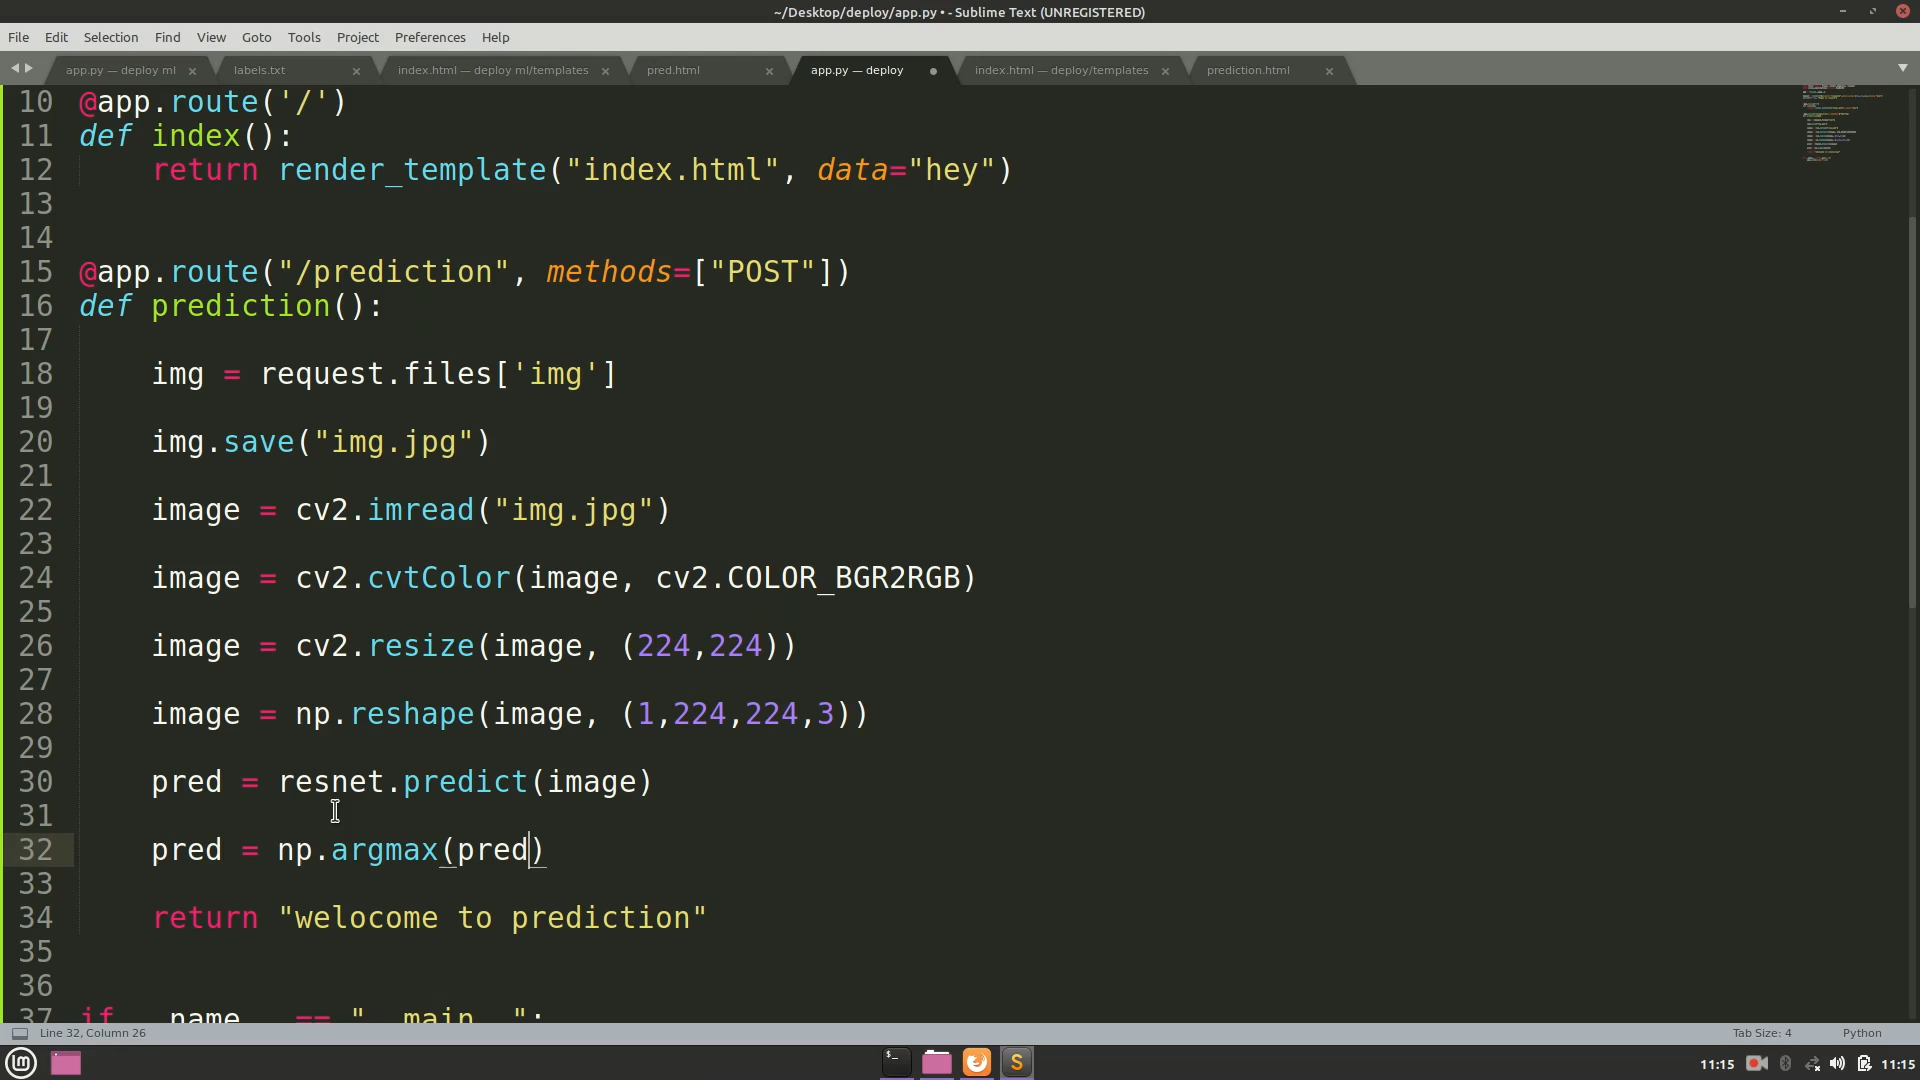 ~/Desktop/deploy/app.py • - Sublime Text (UNREGISTERED)
File Edit Selection Find View Goto Tools Project Preferences Help
app.py — deploy ml labels.txt index.html — deploy ml/templates pred.html app.py — deploy index.html — deploy/templates prediction.html
10 @app.route('/')
11 def index():
12 return render_template("index.html", data="hey")
13
14
15 @app.route("/prediction", methods=["POST"])
16 def prediction():
17
18 img = request.files['img']
19
20 img.save("img.jpg")
21
22 image = cv2.imread("img.jpg")
23
24 image = cv2.cvtColor(image, cv2.COLOR_BGR2RGB)
25
26 image = cv2.resize(image, (224,224))
27
28 image = np.reshape(image, (1,224,224,3))
29
30 pred = resnet.predict(image)
31
32 pred = np.argmax(pred)
33
34 return "welocome to prediction"
35
36
37 if __name__ == "__main__":
Line 32, Column 26 Tab Size: 4 Python
11:15 11:15